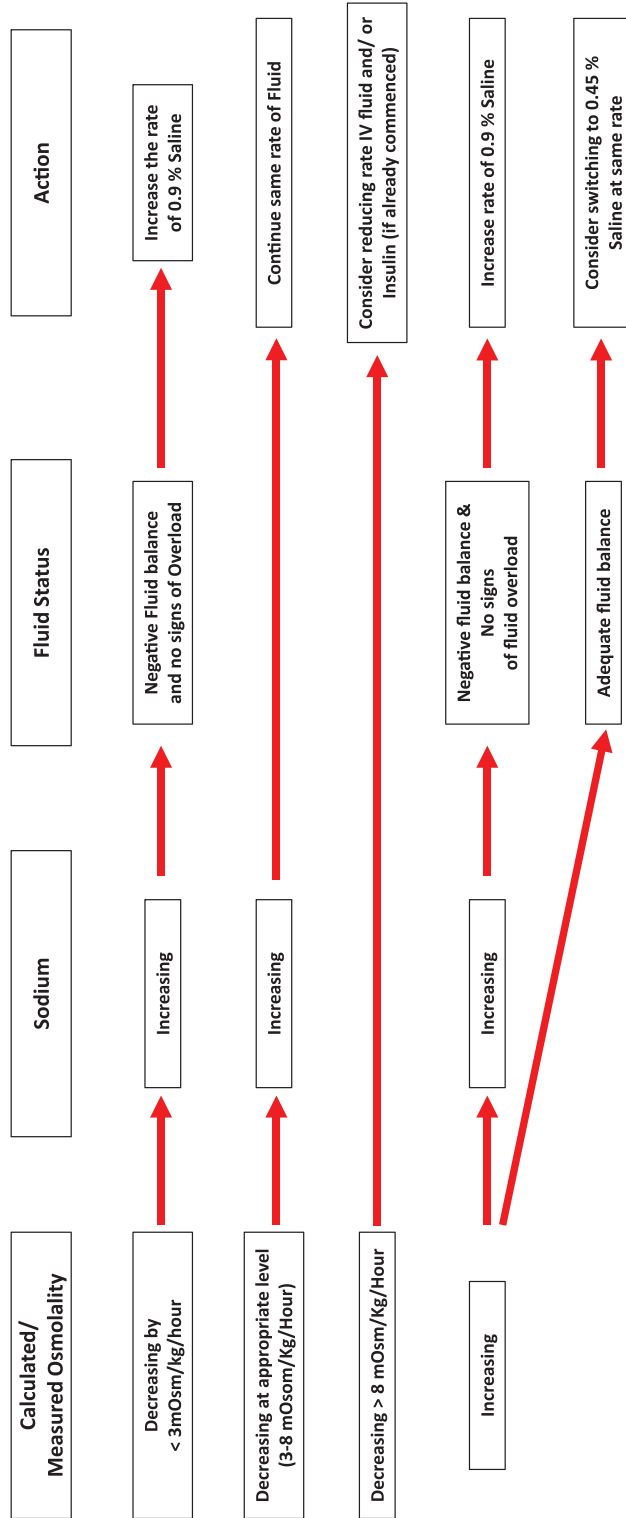 Calculated/
Measured Osmolality
Sodium
Fluid Status
Action
Decreasing by
< 3mOsm/kg/hour
Increasing
Negative Fluid balance
and no signs of Overload
Increase the rate
of 0.9 % Saline
Decreasing at appropriate level
(3-8 mOsom/Kg/Hour)
Increasing
Continue same rate of Fluid
Decreasing > 8 mOsm/Kg/Hour
Consider reducing rate IV fluid and/ or
Insulin (if already commenced)
Increasing
Increasing
Negative fluid balance &
No signs
of fluid overload
Increase rate of 0.9 % Saline
Adequate fluid balance
Consider switching to 0.45 %
Saline at same rate